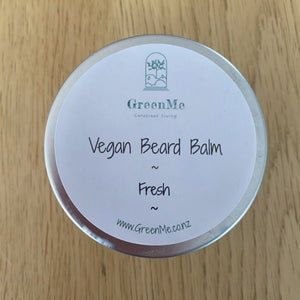 GreenMe
Conscious Living
Vegan Beard Balm
~
Fresh
~
www.GreenMe.co.nz